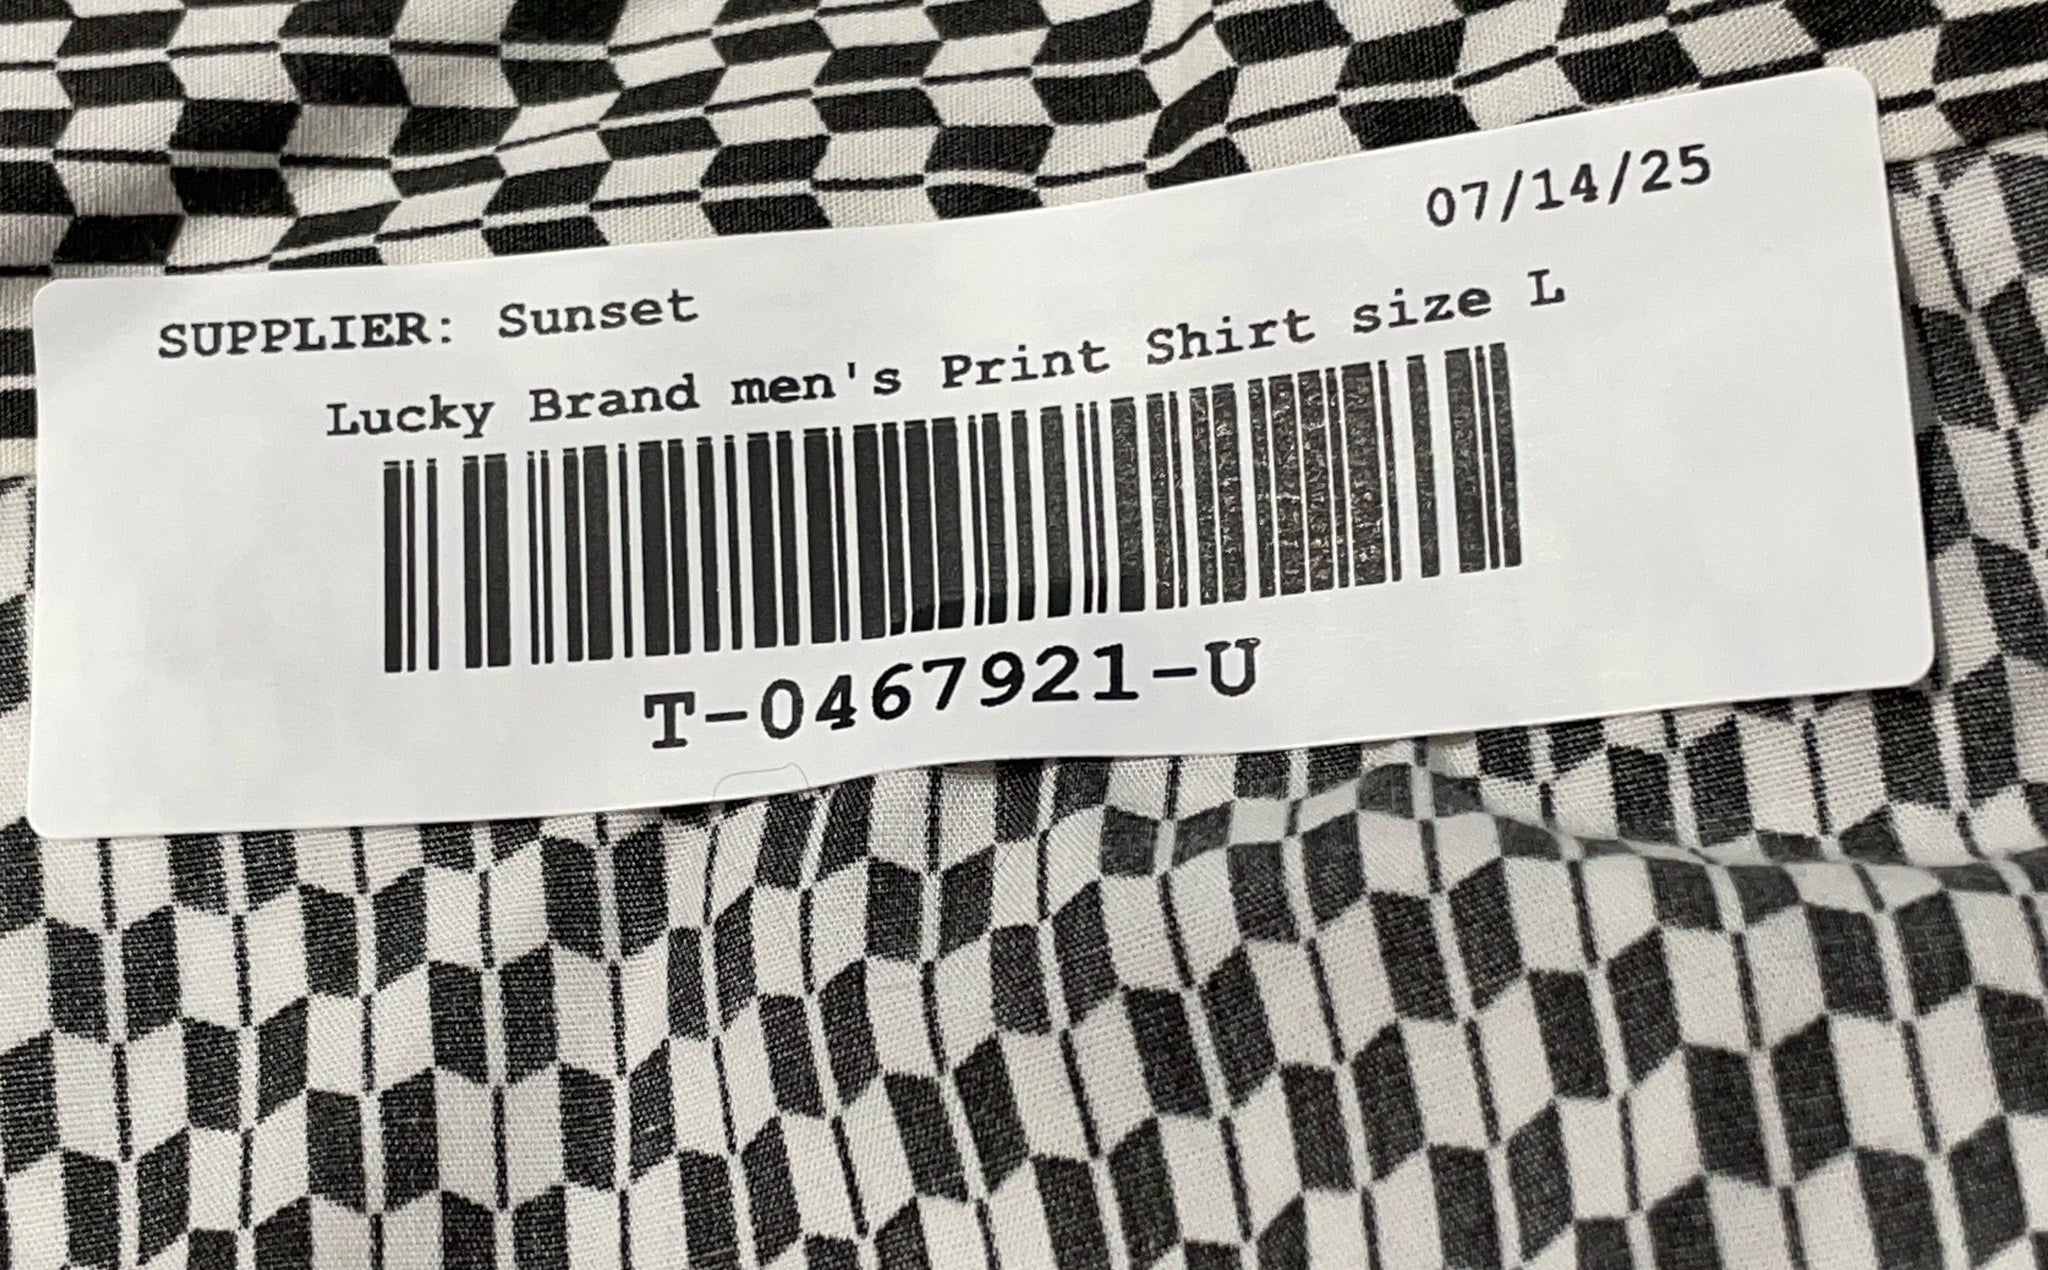 07/14/25
SUPPLIER: Sunset
Lucky Brand men's Print Shirt size L
T-0467921-U